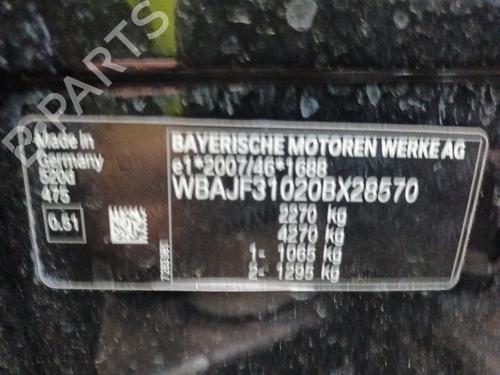 B-PARTS
Made in
Germany
520d
475
0.51
BAYERISCHE MOTOREN WERKE AG
e1*2007/46*1688
WBAJF31020BX28570
2270 kg
4270 kg
1- 1065 kg
2- 1295 kg